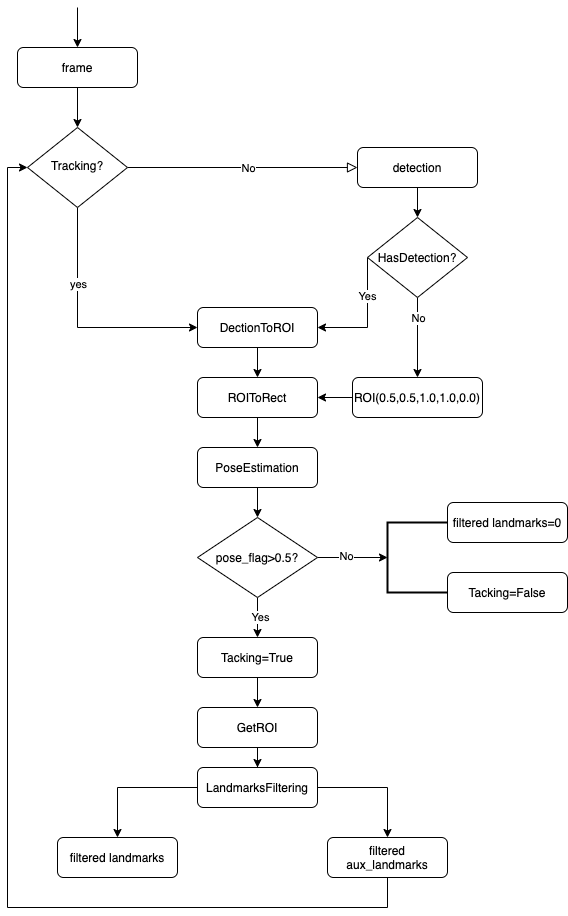 frame
Tracking?
No
detection
HasDetection?
yes
Yes
No
DectionToROI
ROIToRect
ROI(0.5,0.5,1.0,1.0,0.0)
PoseEstimation
filtered landmarks=0
pose_flag>0.5?
No
Tacking=False
Yes
Tacking=True
GetROI
LandmarksFiltering
filtered landmarks
filtered
aux_landmarks